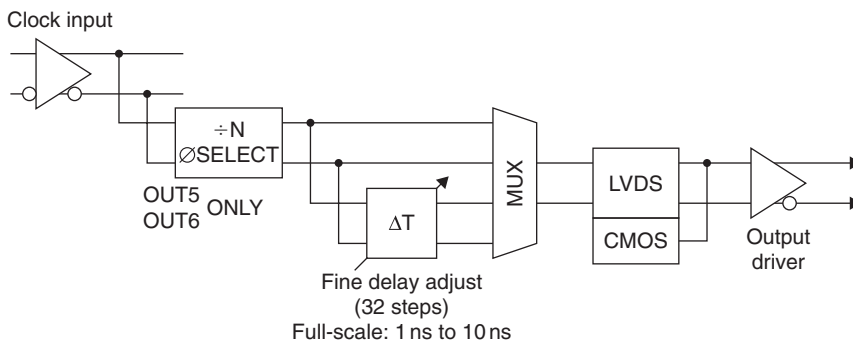 Clock input
÷N
∅SELECT
OUT5
OUT6
ONLY
ΔT
MUX
LVDS
CMOS
Output
driver
Fine delay adjust
(32 steps)
Full-scale: 1 ns to 10 ns